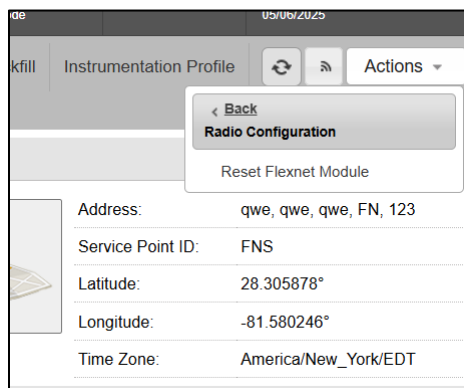 05/06/2025
Instrumentation Profile Actions
Back
Radio Configuration
Reset Flexnet Module
Address: qwe, qwe, qwe, FN, 123
Service Point ID: FNS
Latitude: 28.305878°
Longitude: -81.580246°
Time Zone: America/New_York/EDT